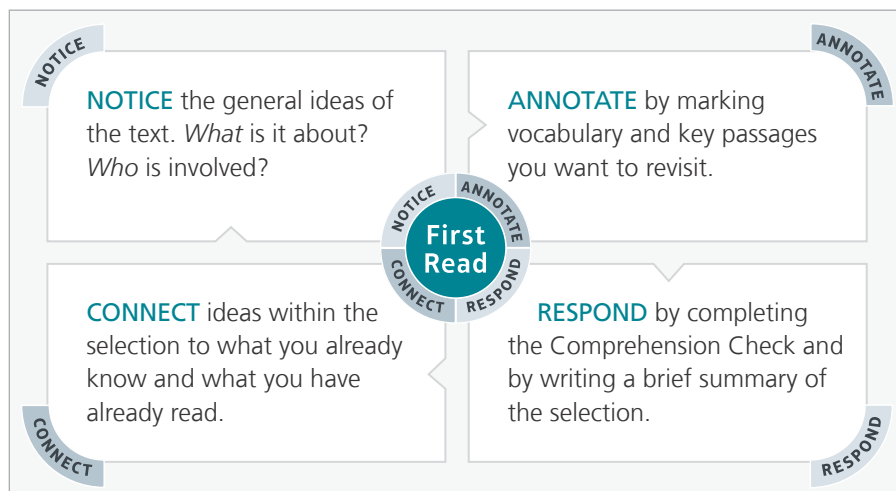 NOTICE
NOTICE the general ideas of
the text. What is it about?
Who is involved?
ANNOTATE
ANNOTATE by marking
vocabulary and key passages
you want to revisit.
NOTICE
ANNOTATE
First
Read
CONNECT
RESPOND
CONNECT ideas within the
selection to what you already
know and what you have
already read.
CONNECT
RESPOND by completing
the Comprehension Check and
by writing a brief summary of
the selection.
RESPOND